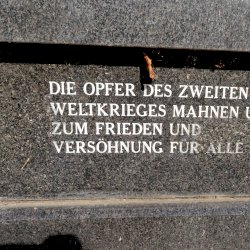 DIE OPFER DES ZWEITEN
WELTKRIEGES MAHNEN
ZUM FRIEDEN UND
VERSÖHNUNG FÜR ALLE